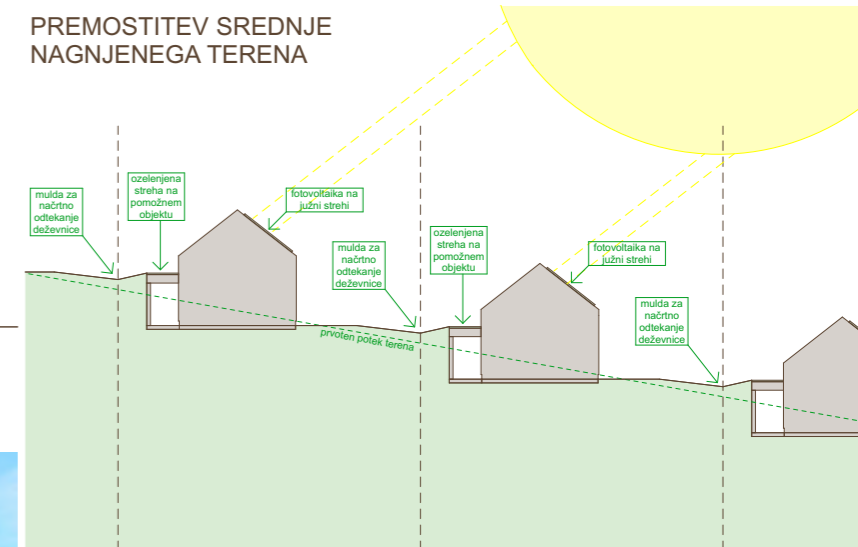 PREMOSTITEV SREDNJE
NAGNJENEGA TERENA
mulda za
načrtno
odtekanje
deževnice
ozelenjena
streha na
pomožnem
objektu
fotovoltaika na
južni strehi
mulda za
načrtno
odtekanje
deževnice
ozelenjena
streha na
pomožnem
objektu
fotovoltaika na
južni strehi
mulda za
načrtno
odtekanje
deževnice
prvoten potek terena